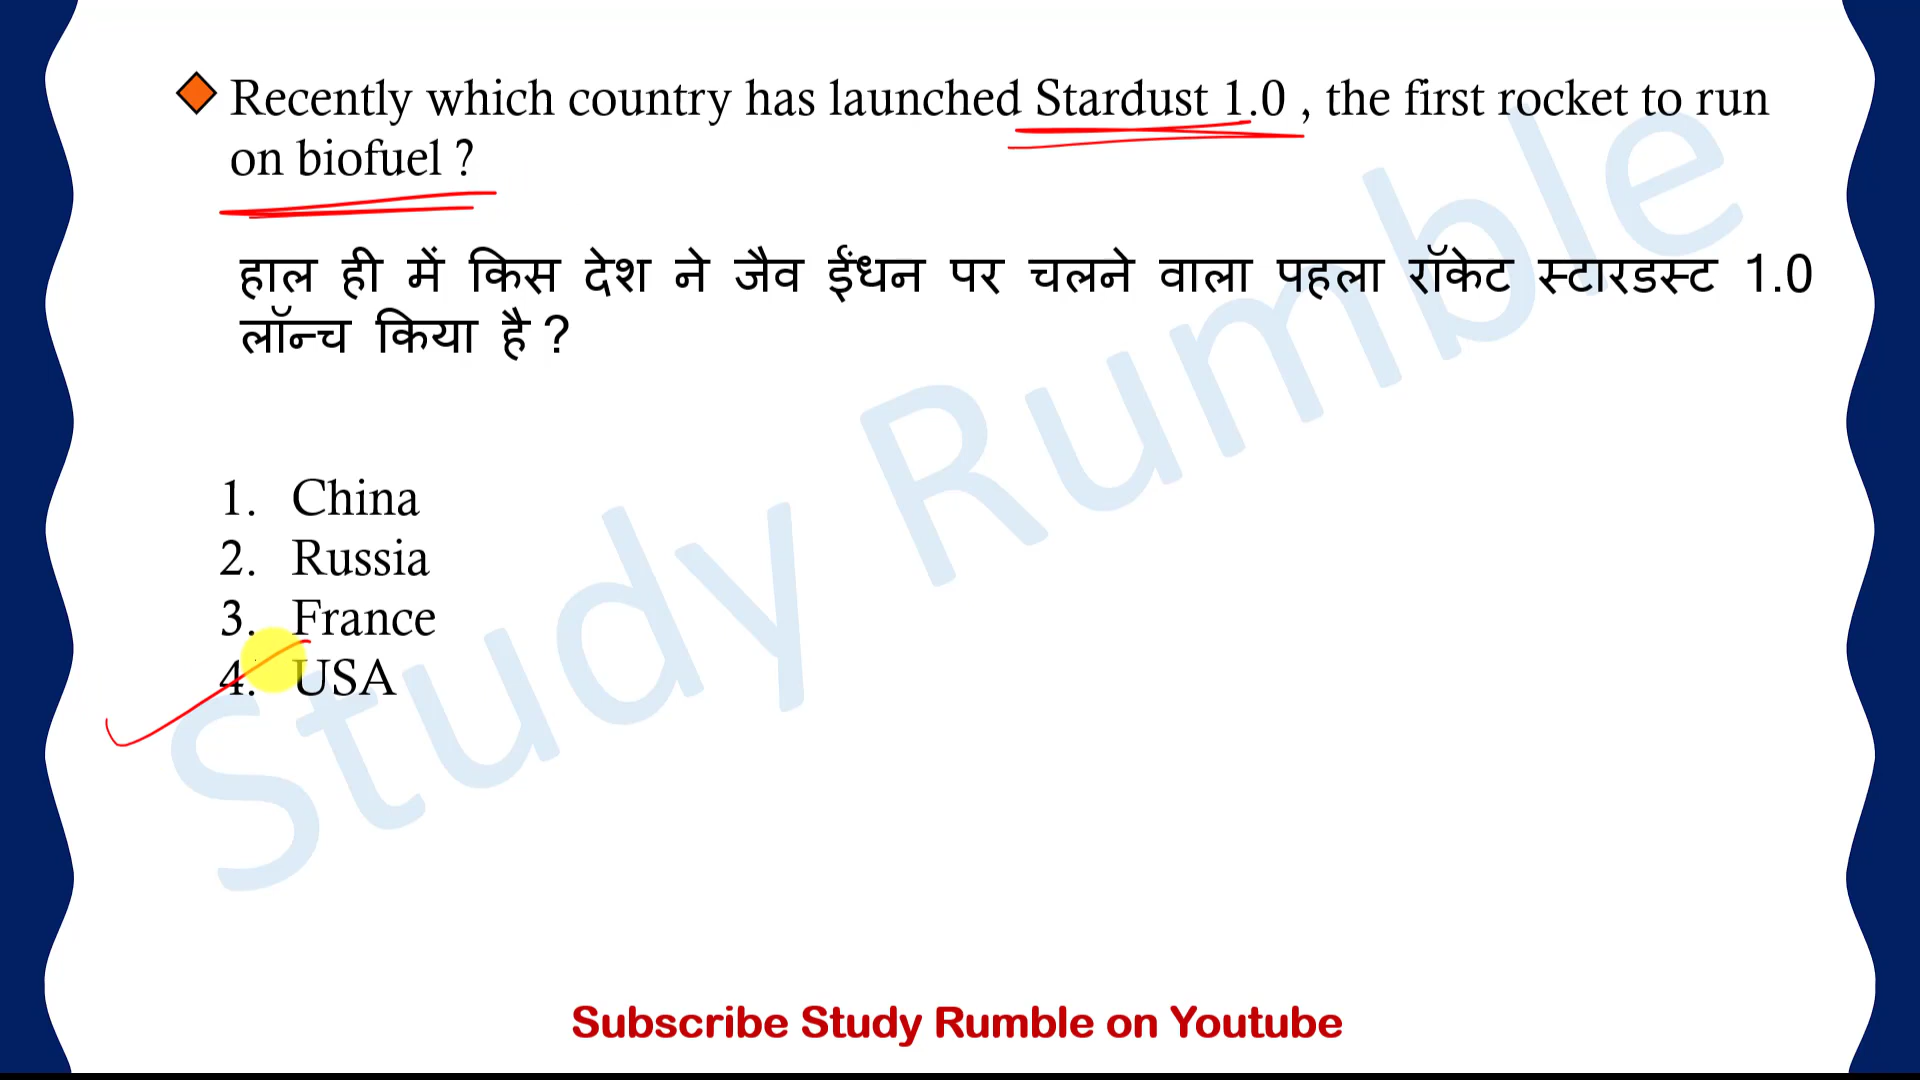 Recently which country has launched Stardust 1.0 , the first rocket to run
on biofuel ?
हाल ही में किस देश ने जैव ईंधन पर चलने वाला पहला रॉकेट स्टारडस्ट 1.0
लॉन्च किया है ?
1. China
2. Russia
3. France
4. USA
Study Rumble
Subscribe Study Rumble on Youtube